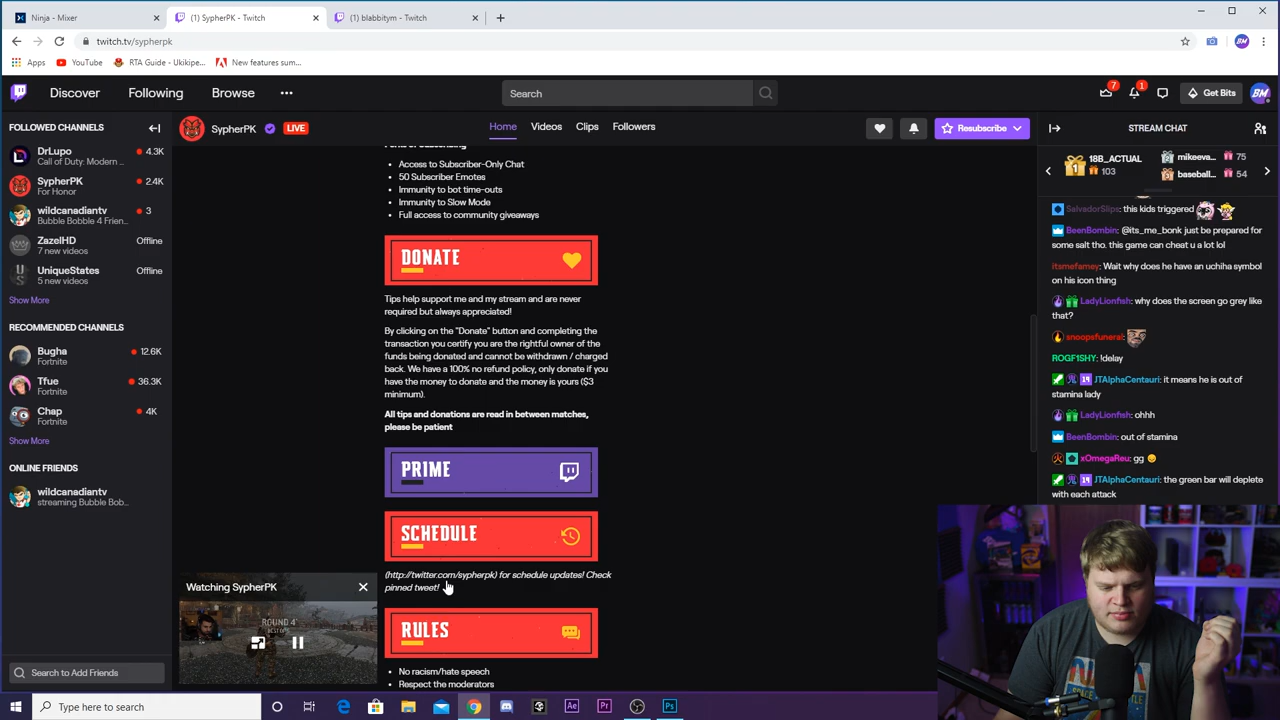 Ninja - Mixer
(1) SypherPK - Twitch
(1) blabbitym - Twitch
twitch.tv/sypherpk
BM
Apps
YouTube
RTA Guide - Ukikipe...
New features sum...
Discover
Following
Browse
Search
7
1
Get Bits
BM
FOLLOWED CHANNELS
DrLupo
4.3K
Call of Duty: Modern ...
SypherPK
2.4K
For Honor
wildcanadiantv
3
Bubble Bobble 4 Frien...
ZazelHD
Offline
7 new videos
UniqueStates
Offline
5 new videos
Show More
RECOMMENDED CHANNELS
Bugha
12.6K
Fortnite
Tfue
36.3K
Fortnite
Chap
4K
Fortnite
Show More
ONLINE FRIENDS
wildcanadiantv
streaming Bubble Bob...
Search to Add Friends
SypherPK
LIVE
Home
Videos
Clips
Followers
Resubscribe
Access to Subscriber-Only Chat
50 Subscriber Emotes
Immunity to bot time-outs
Immunity to Slow Mode
Full access to community giveaways
DONATE
Tips help support me and my stream and are never
required but always appreciated!
By clicking on the "Donate" button and completing the
transaction you certify you are the rightful owner of the
funds being donated and cannot be withdrawn / charged
back. We have a 100% no refund policy, only donate if you
have the money to donate and the money is yours ($3
minimum).
All tips and donations are read in between matches,
please be patient
PRIME
SCHEDULE
(http://twitter.com/sypherpk) for schedule updates! Check
pinned tweet!
RULES
No racism/hate speech
Respect the moderators
Watching SypherPK
ROUND 4
STREAM CHAT
18B_ACTUAL
103
mikeeva...
75
baseball...
54
SalvadorSlips: this kids triggered
BeenBombin: @its_me_bonk just be prepared for
some salt tho. this game can cheat u a lot lol
itsmefamey: Wait why does he have an uchiha symbol
on his icon thing
LadyLionfish: why does the screen go grey like
that?
snoopsfuneral:
ROGF1SHY: !delay
JTAlphaCentauri: it means he is out of
stamina lady
LadyLionfish: ohhh
BeenBombin: out of stamina
xOmegaReu: gg
JTAlphaCentauri: the green bar will deplete
with each attack
Type here to search